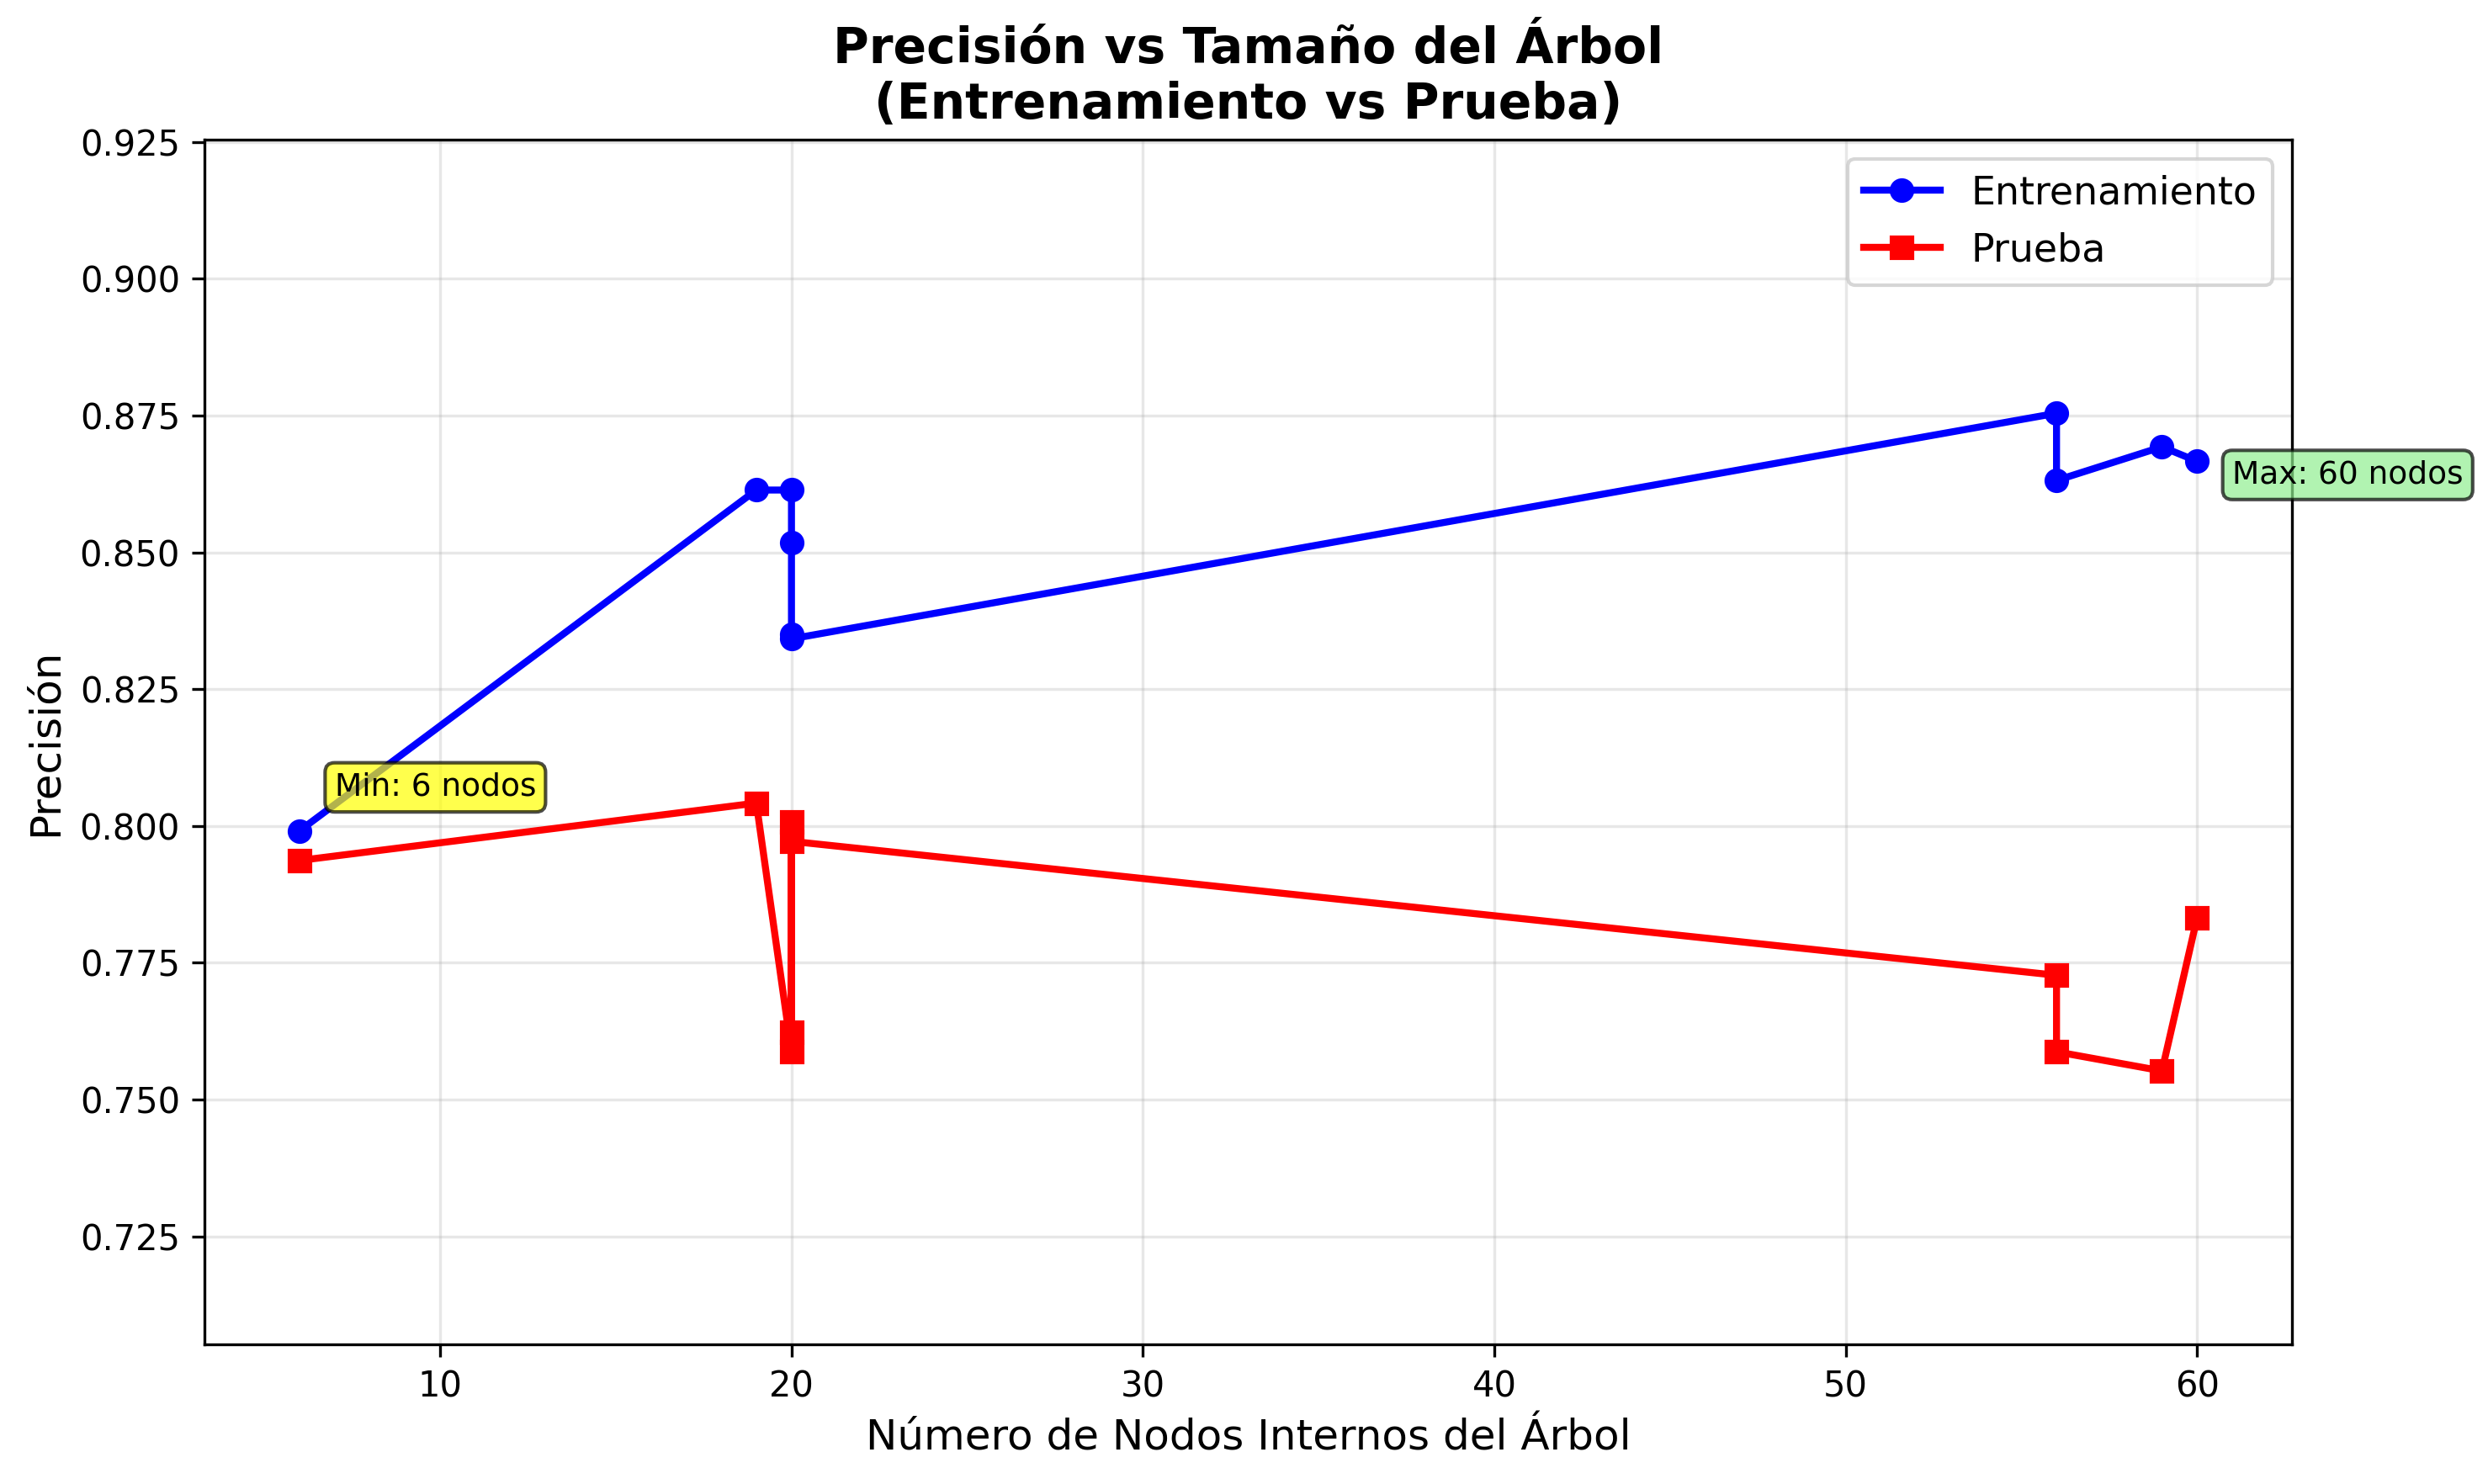 Precisión vs Tamaño del Árbol
(Entrenamiento vs Prueba)
0.925
0.900
0.875
0.850
0.825
0.800
0.775
0.750
0.725
Precisión
Entrenamiento
Prueba
Max: 60 nodos
Min: 6 nodos
10 20 30 40 50 60
Número de Nodos Internos del Árbol